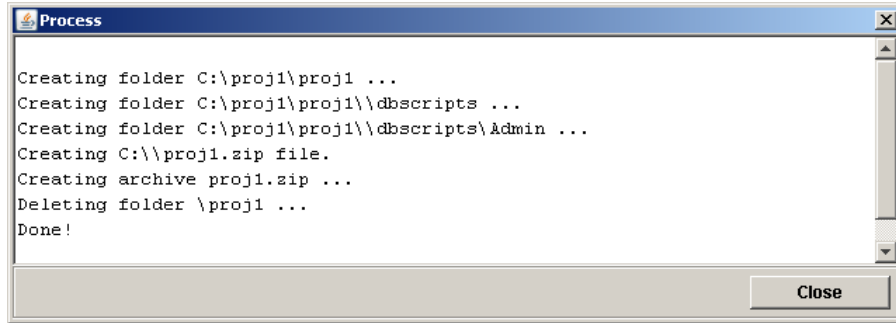 Process
Creating folder C:\proj1\proj1 ...
Creating folder C:\proj1\proj1\\dbscripts ...
Creating folder C:\proj1\proj1\\dbscripts\Admin ...
Creating C:\\proj1.zip file.
Creating archive proj1.zip ...
Deleting folder \proj1 ...
Done!
Close